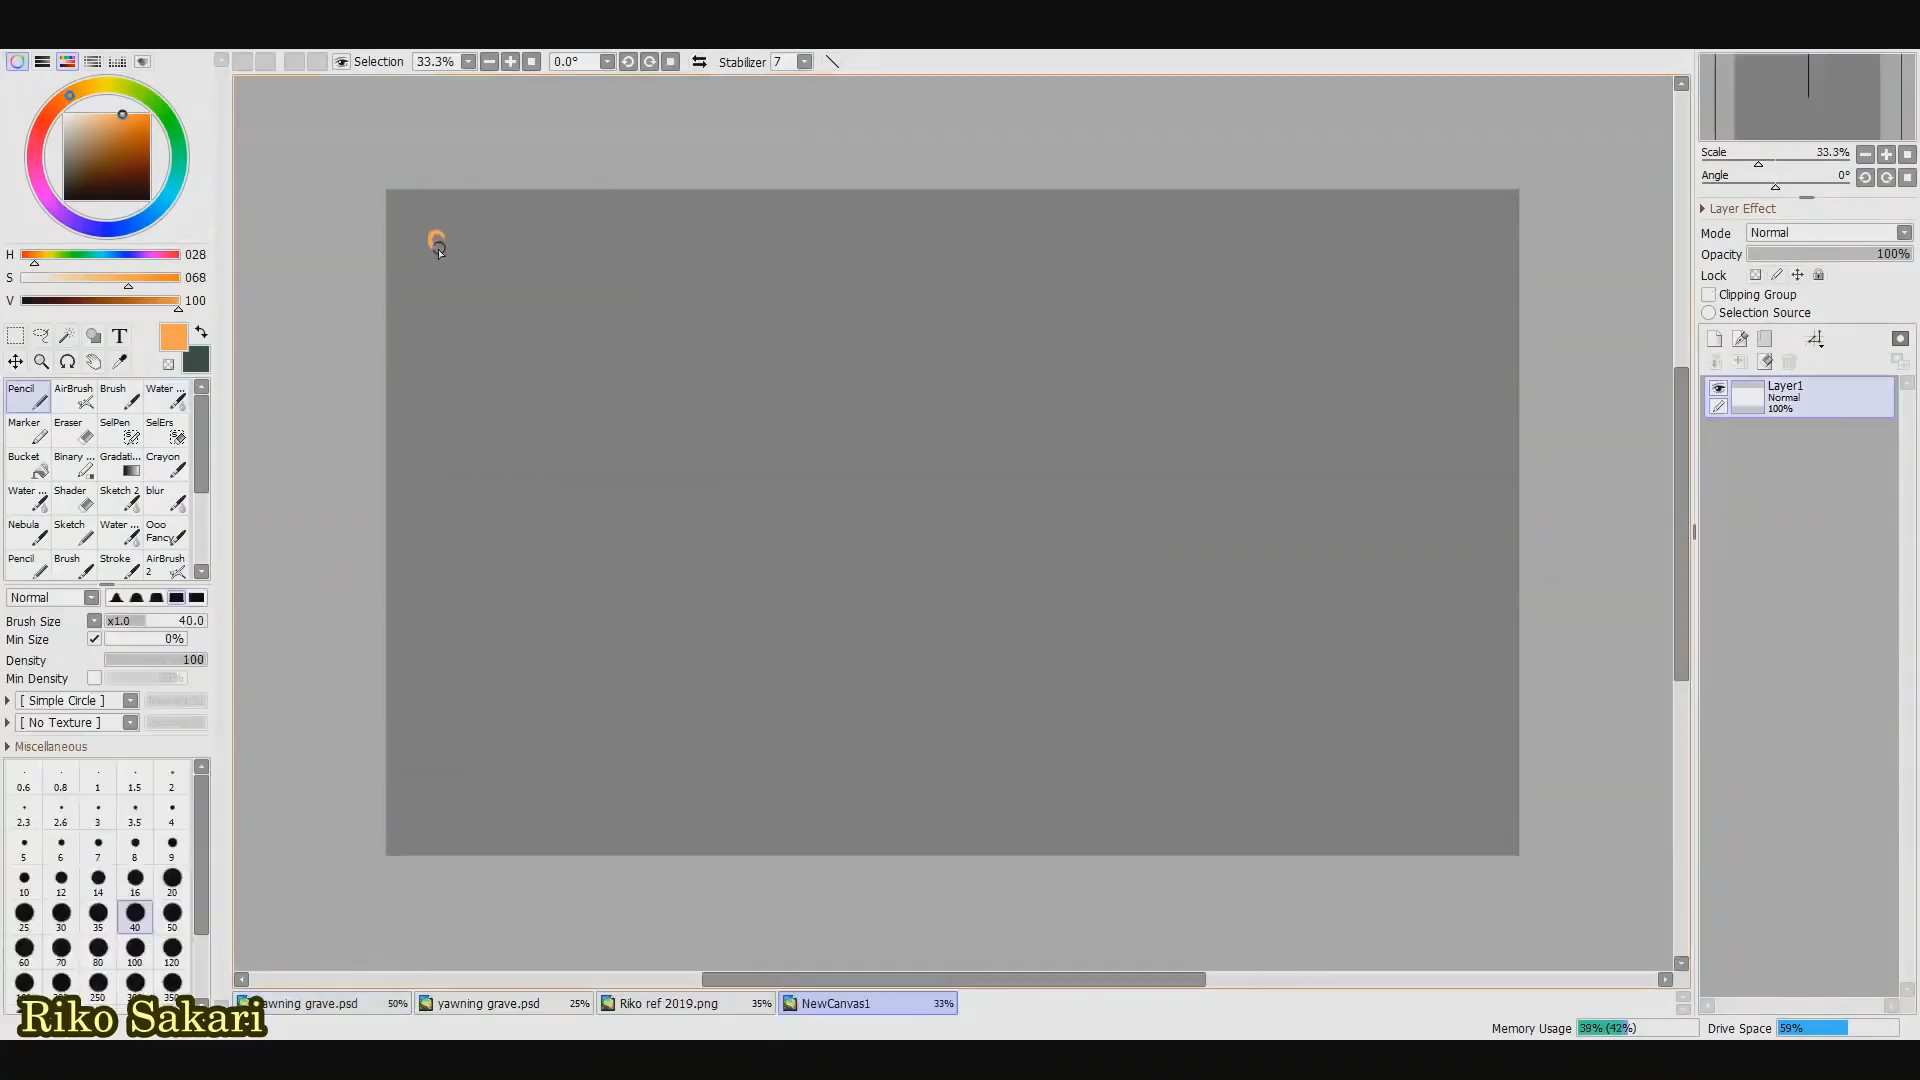 Selection 33.3% 0.0° Stabilizer 7
Scale 33.3%
Angle 0°
Layer Effect
Mode Normal
Opacity 100%
Lock
Clipping Group
Selection Source
Layer1
Normal
100%
H 028
S 068
V 100
T
Pencil AirBrush Brush Water ...
Marker Eraser SelPen SelErs
Bucket Binary ... Gradati... Crayon
Water ... Shader Sketch 2 blur
Nebula Sketch Water ... Ooo Fancy
Pencil Brush Stroke AirBrush 2
Normal
Brush Size x1.0 40.0
Min Size 0%
Density 100
Min Density
[ Simple Circle ]
[ No Texture ]
Miscellaneous
0.6 0.8 1 1.5 2
2.3 2.6 3 3.5 4
5 6 7 8 9
10 12 14 16 20
25 30 35 40 50
60 70 80 100 120
250 350
Riko Sakari
grave.psd 50% yawning grave.psd 25% Riko ref 2019.png 35% NewCanvas1 33%
Memory Usage 39% (42%) Drive Space 59%